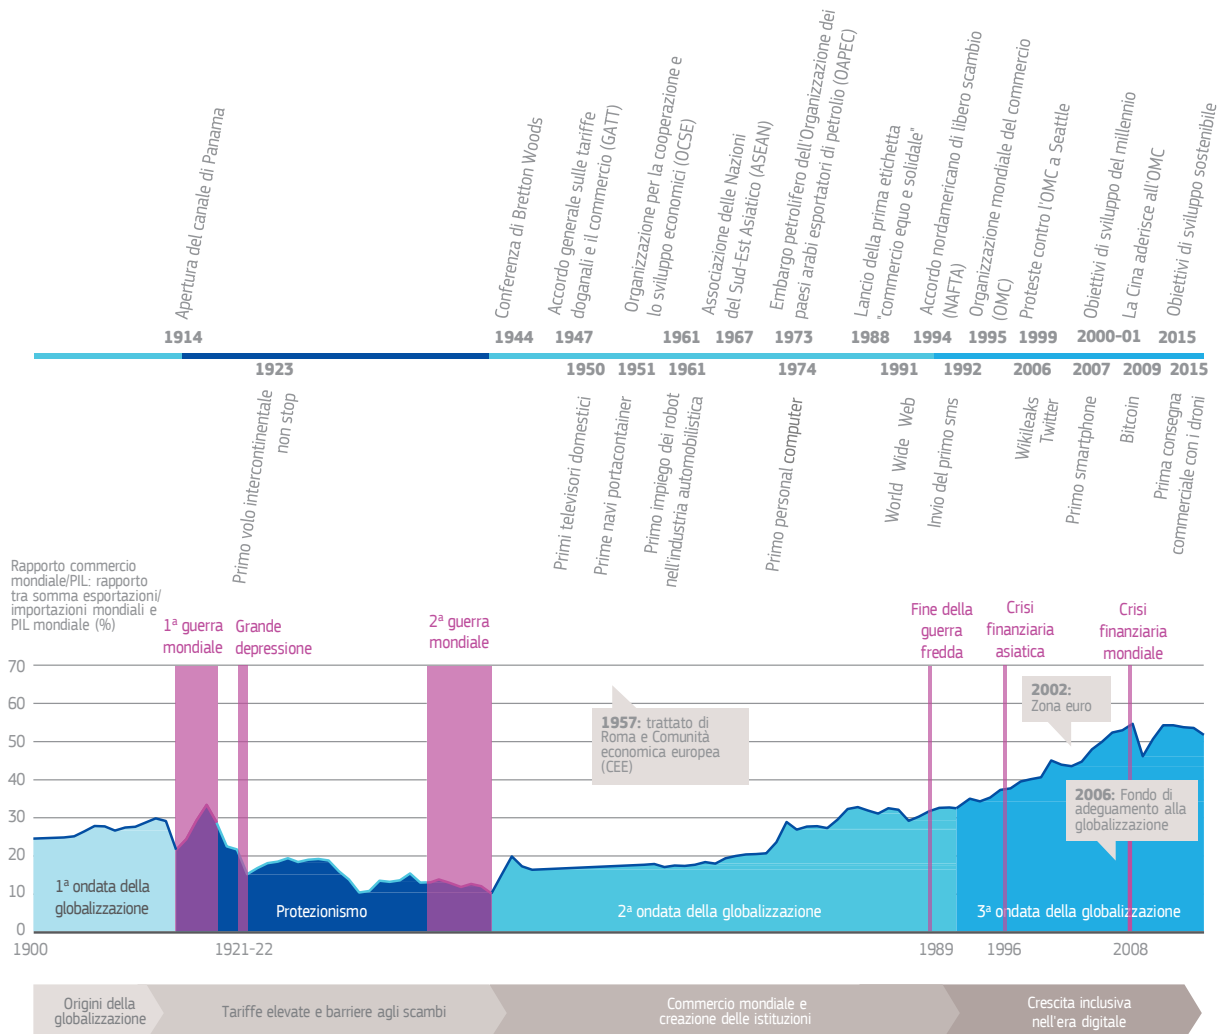 Apertura del canale di Panama
Conferenza di Bretton Woods
Accordo generale sulle tariffe
doganali e il commercio (GATT)
Organizzazione per la cooperazione e
lo sviluppo economici (OCSE)
Associazione delle Nazioni
del Sud-Est Asiatico (ASEAN)
Embargo petrolifero dell'Organizzazione dei
paesi arabi esportatori di petrolio (OAPEC)
Lancio della prima etichetta
"commercio equo e solidale"
Accordo nordamericano di libero scambio
(NAFTA)
Organizzazione mondiale del commercio
(OMC)
Proteste contro l'OMC a Seattle
Obiettivi di sviluppo del millennio
La Cina aderisce all'OMC
Obiettivi di sviluppo sostenibile
1914 1944 1947 1961 1967 1973 1988 1994 1995 1999 2000-01 2015
1923 1950 1951 1961 1974 1991 1992 2006 2007 2009 2015
Primo volo intercontinentale
non stop
Primi televisori domestici
Prime navi portacontainer
Primo impiego dei robot
nell'industria automobilistica
Primo personal computer
World Wide Web
Invio del primo sms
Wikileaks
Twitter
Primo smartphone
Bitcoin
Prima consegna
commerciale con i droni
Rapporto commercio
mondiale/PIL: rapporto
tra somma esportazioni/
importazioni mondiali e
PIL mondiale (%)
1ª guerra
mondiale
Grande
depressione
2ª guerra
mondiale
Fine della
guerra
fredda
Crisi
finanziaria
asiatica
Crisi
finanziaria
mondiale
70
60
50
40
30
20
10
0
1957: trattato di
Roma e Comunità
economica europea
(CEE)
2002:
Zona euro
2006: Fondo di
adeguamento alla
globalizzazione
1ª ondata della
globalizzazione
Protezionismo
2ª ondata della globalizzazione
3ª ondata della globalizzazione
1900 1921-22 1989 1996 2008
Origini della
globalizzazione
Tariffe elevate e barriere agli scambi
Commercio mondiale e
creazione delle istituzioni
Crescita inclusiva
nell'era digitale